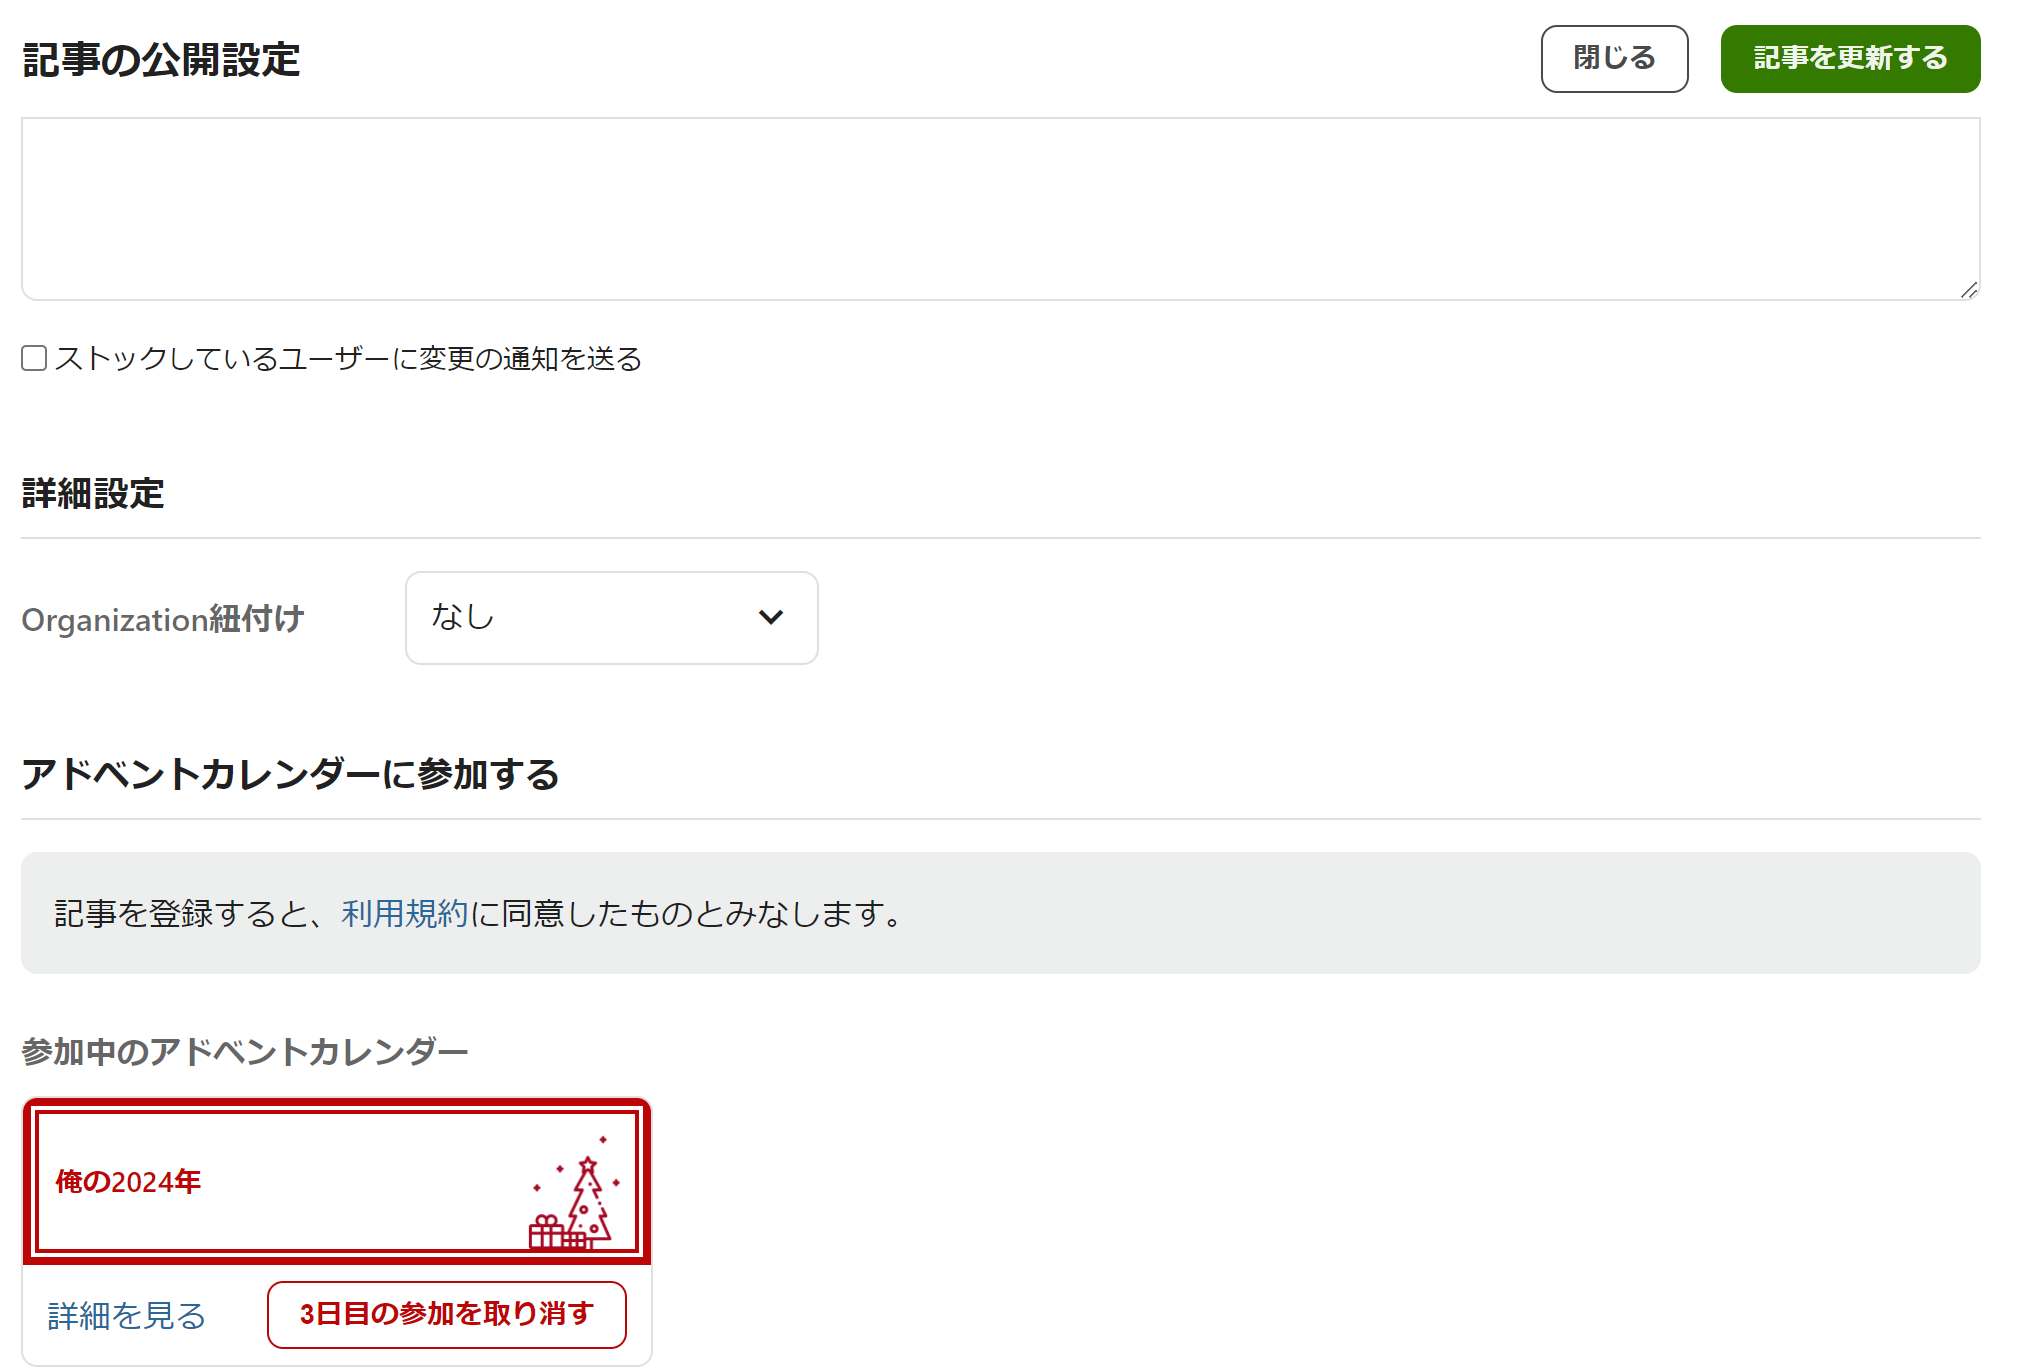 記事の公開設定
閉じる
記事を更新する
ストックしているユーザーに変更の通知を送る
詳細設定
Organization紐付け
なし
アドベントカレンダーに参加する
記事を登録すると、利用規約に同意したものとみなします。
参加中のアドベントカレンダー
俺の2024年
詳細を見る
3日目の参加を取り消す